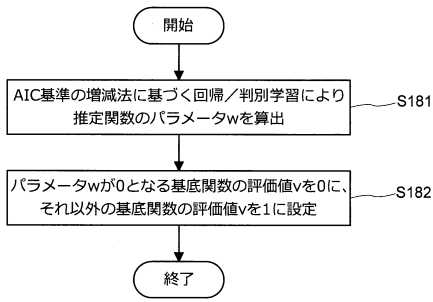 開始
AIC基準の増減法に基づく回帰／判別学習により
推定関数のパラメータwを算出
S181
パラメータwが0となる基底関数の評価値vを0に、
それ以外の基底関数の評価値vを1に設定
S182
終了